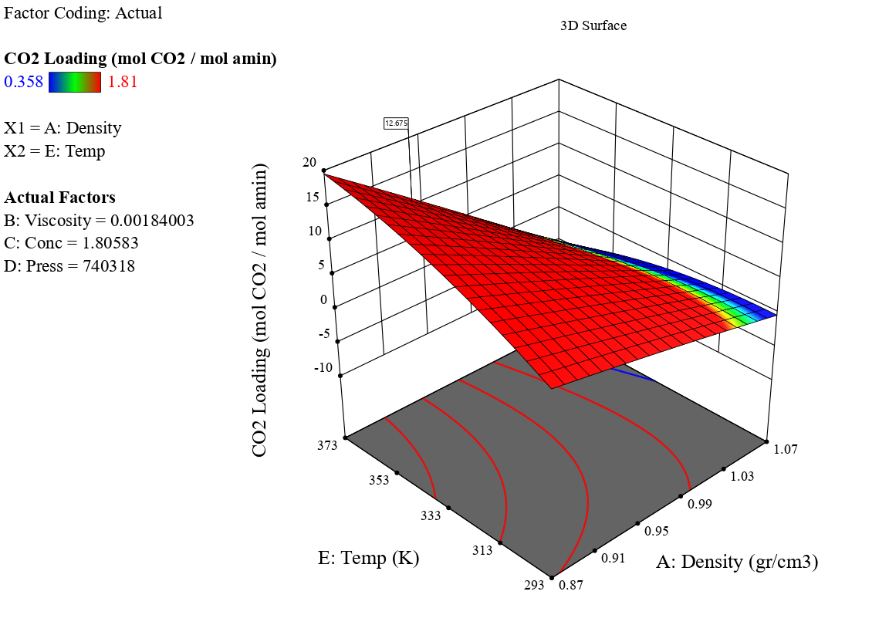 Factor Coding: Actual
3D Surface
CO2 Loading (mol CO2 / mol amin)
0.358 1.81
X1 = A: Density
X2 = E: Temp
Actual Factors
B: Viscosity = 0.00184003
C: Conc = 1.80583
D: Press = 740318
12.675
CO2 Loading (mol CO2 / mol amin)
20
15
10
5
0
-5
-10
373
353
333
313
293
E: Temp (K)
0.87
0.91
0.95
0.99
1.03
1.07
A: Density (gr/cm3)